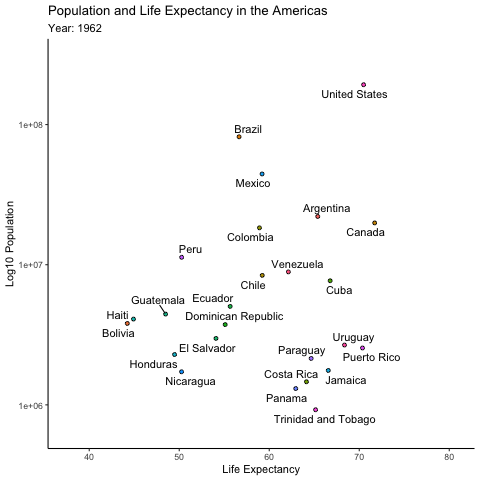 Population and Life Expectancy in the Americas
Year: 1962
United States
Brazil
Mexico
Argentina
Canada
Colombia
Peru
Venezuela
Chile
Cuba
Guatemala
Ecuador
Haiti
Dominican Republic
Bolivia
Uruguay
El Salvador
Paraguay
Puerto Rico
Honduras
Costa Rica
Jamaica
Nicaragua
Panama
Trinidad and Tobago
1e+08
1e+07
1e+06
Log10 Population
40 50 60 70 80
Life Expectancy